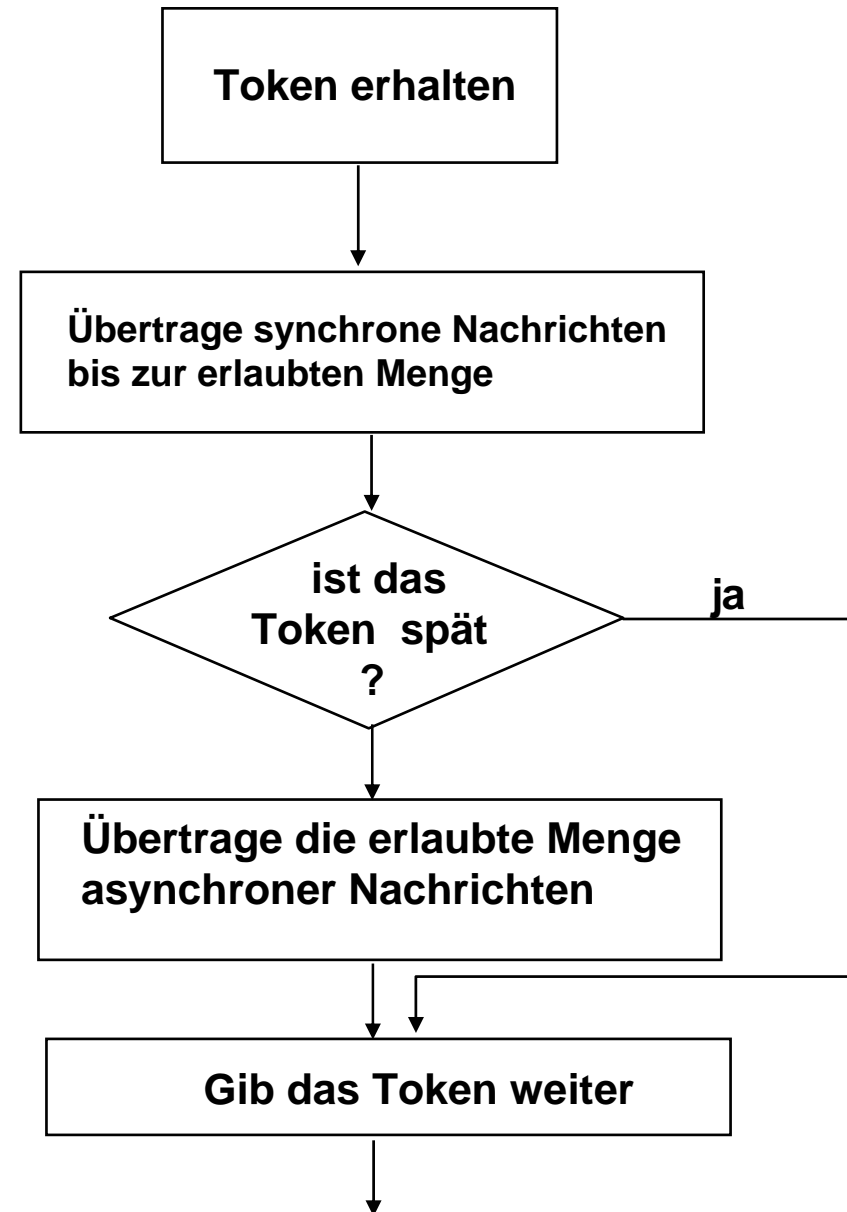 Token erhalten
Übertrage synchrone Nachrichten
bis zur erlaubten Menge
ist das
Token  spät
?
ja
Übertrage die erlaubte Menge
asynchroner Nachrichten
Gib das Token weiter